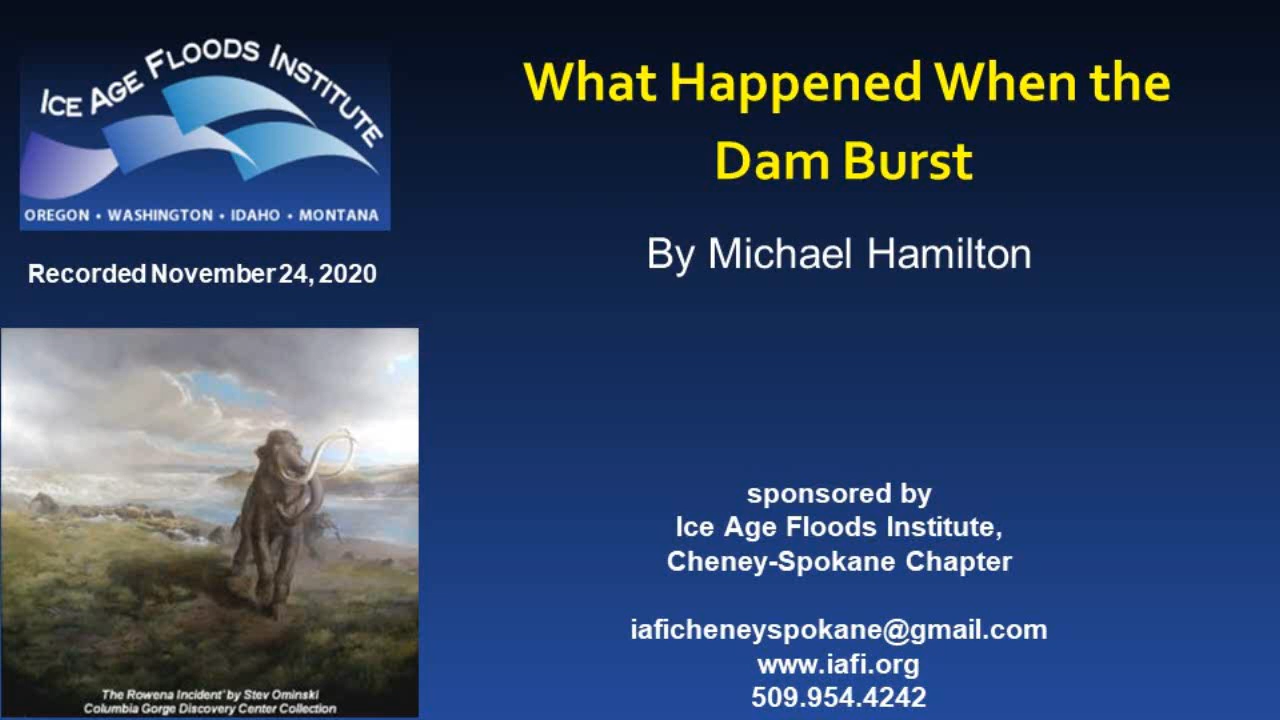 ICE AGE FLOODS INSTITUTE
OREGON • WASHINGTON • IDAHO • MONTANA
Recorded November 24, 2020
What Happened When the
Dam Burst
By Michael Hamilton
sponsored by
Ice Age Floods Institute,
Cheney-Spokane Chapter
iaficheneyspokane@gmail.com
www.iafi.org
509.954.4242
The Rowena Incident' by Stev Ominski
Columbia Gorge Discovery Center Collection